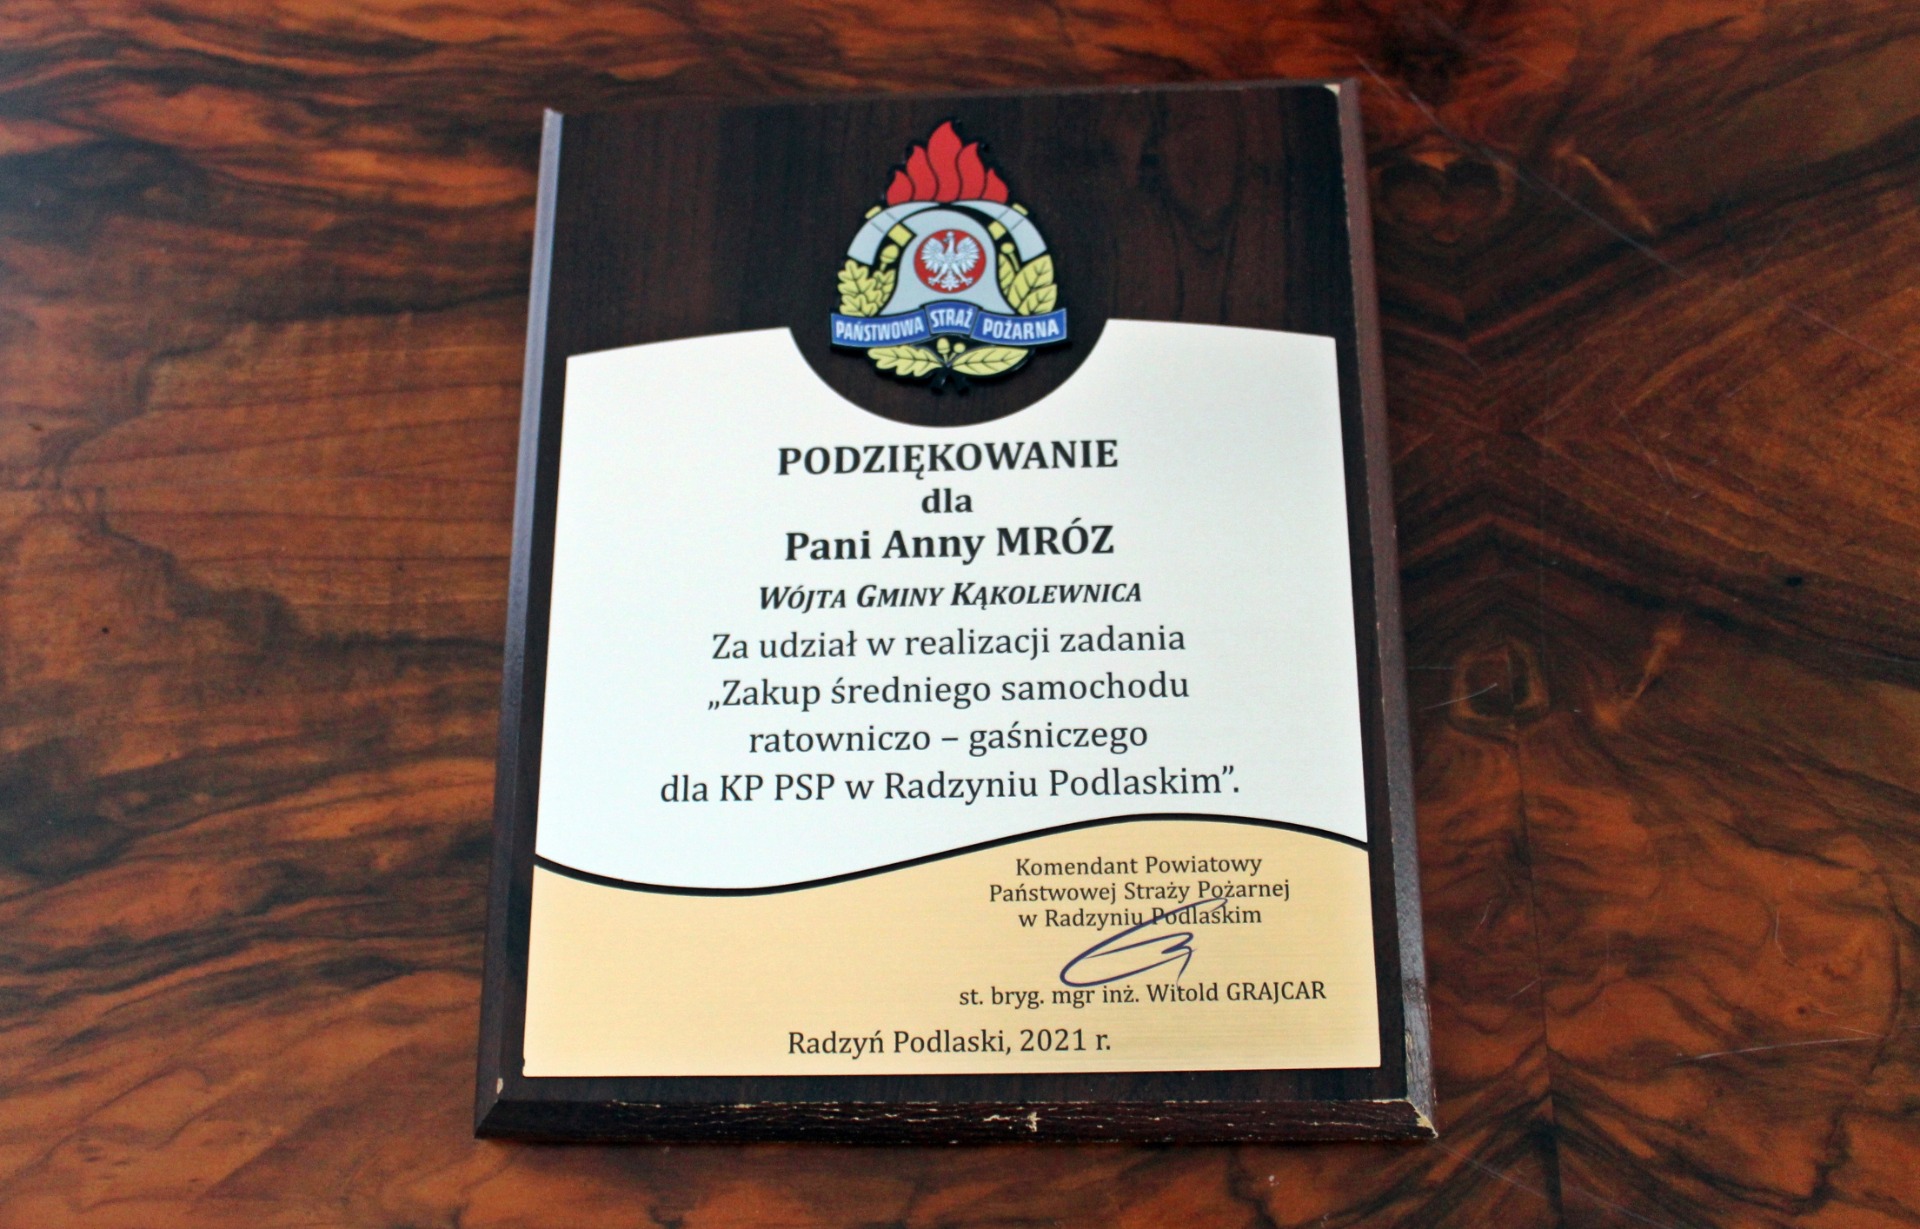 PAŃSTWOWA STRAŻ POŻARNA
PODZIĘKOWANIE
dla
Pani Anny MRÓZ
WÓJTA GMINY KĄKOLEWNICA
Za udział w realizacji zadania
„Zakup średniego samochodu
ratowniczo – gaśniczego
dla KP PSP w Radzyniu Podlaskim”.
Komendant Powiatowy
Państwowej Straży Pożarnej
w Radzyniu Podlaskim
st. bryg. mgr inż. Witold GRAJCAR
Radzyń Podlaski, 2021 r.